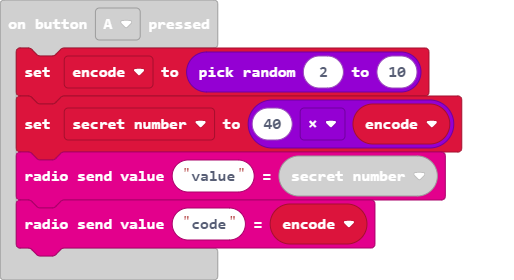 on button A pressed
set encode to pick random 2 to 10
set secret number to 40 × encode
radio send value "value" = secret number
radio send value "code" = encode